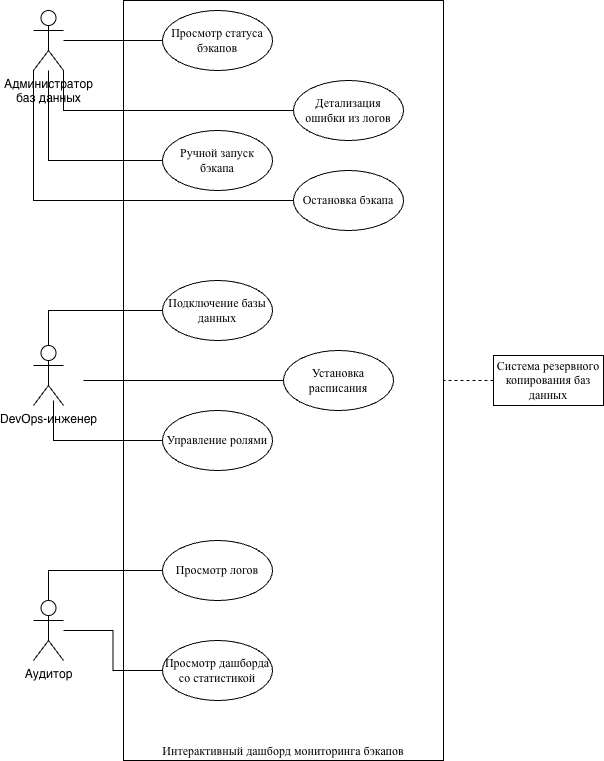 Просмотр статуса
бэкапов
Администратор
баз данных
Детализация
ошибки из логов
Ручной запуск
бэкапа
Остановка бэкапа
Подключение базы
данных
Установка
расписания
Система резервного
копирования баз
данных
DevOps-инженер
Управление ролями
Просмотр логов
Аудитор
Просмотр дашборда
со статистикой
Интерактивный дашборд мониторинга бэкапов